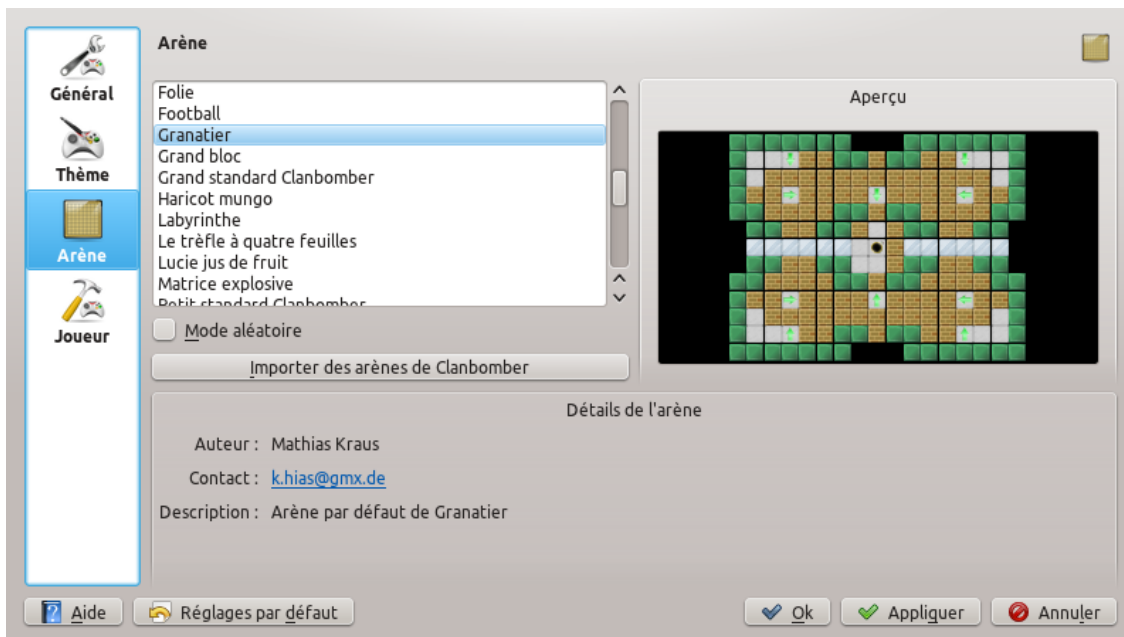 Arène
Général
Thème
Arène
Joueur
Folie
Football
Granatier
Grand bloc
Grand standard Clanbomber
Haricot mungo
Labyrinthe
Le trèfle à quatre feuilles
Lucie jus de fruit
Matrice explosive
Petit standard Clanbomber
Mode aléatoire
Importer des arènes de Clanbomber
Aperçu
Détails de l'arène
Auteur : Mathias Kraus
Contact : k.hias@gmx.de
Description : Arène par défaut de Granatier
Aide
Réglages par défaut
Ok
Appliquer
Annuler